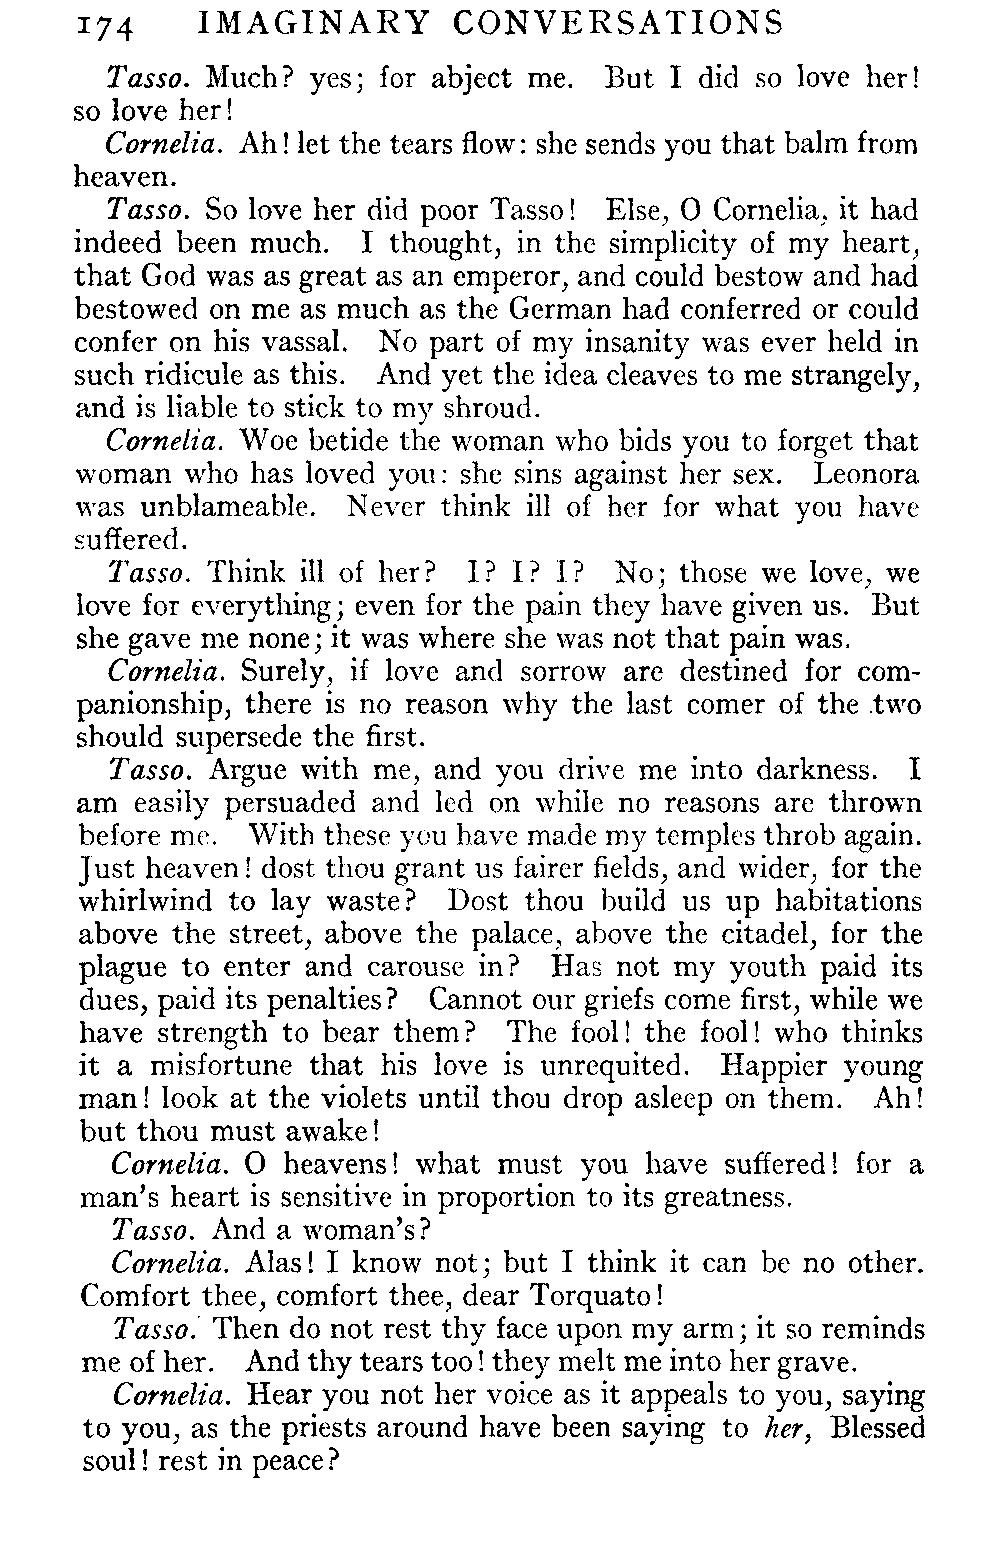 174 IMAGINARY CONVERSATIONS
Tasso. Much? yes; for abject me. But I did so love her!
so love her!
Cornelia. Ah! let the tears flow: she sends you that balm from
heaven.
Tasso. So love her did poor Tasso! Else, O Cornelia, it had
indeed been much. I thought, in the simplicity of my heart,
that God was as great as an emperor, and could bestow and had
bestowed on me as much as the German had conferred or could
confer on his vassal. No part of my insanity was ever held in
such ridicule as this. And yet the idea cleaves to me strangely,
and is liable to stick to my shroud.
Cornelia. Woe betide the woman who bids you to forget that
woman who has loved you: she sins against her sex. Leonora
was unblameable. Never think ill of her for what you have
suffered.
Tasso. Think ill of her? I? I? I? No; those we love, we
love for everything; even for the pain they have given us. But
she gave me none; it was where she was not that pain was.
Cornelia. Surely, if love and sorrow are destined for com-
panionship, there is no reason why the last comer of the two
should supersede the first.
Tasso. Argue with me, and you drive me into darkness. I
am easily persuaded and led on while no reasons are thrown
before me. With these you have made my temples throb again.
Just heaven! dost thou grant us fairer fields, and wider, for the
whirlwind to lay waste? Dost thou build us up habitations
above the street, above the palace, above the citadel, for the
plague to enter and carouse in? Has not my youth paid its
dues, paid its penalties? Cannot our griefs come first, while we
have strength to bear them? The fool! the fool! who thinks
it a misfortune that his love is unrequited. Happier young
man! look at the violets until thou drop asleep on them. Ah!
but thou must awake!
Cornelia. O heavens! what must you have suffered! for a
man's heart is sensitive in proportion to its greatness.
Tasso. And a woman's?
Cornelia. Alas! I know not; but I think it can be no other.
Comfort thee, comfort thee, dear Torquato!
Tasso. Then do not rest thy face upon my arm; it so reminds
me of her. And thy tears too! they melt me into her grave.
Cornelia. Hear you not her voice as it appeals to you, saying
to you, as the priests around have been saying to her, Blessed
soul! rest in peace?